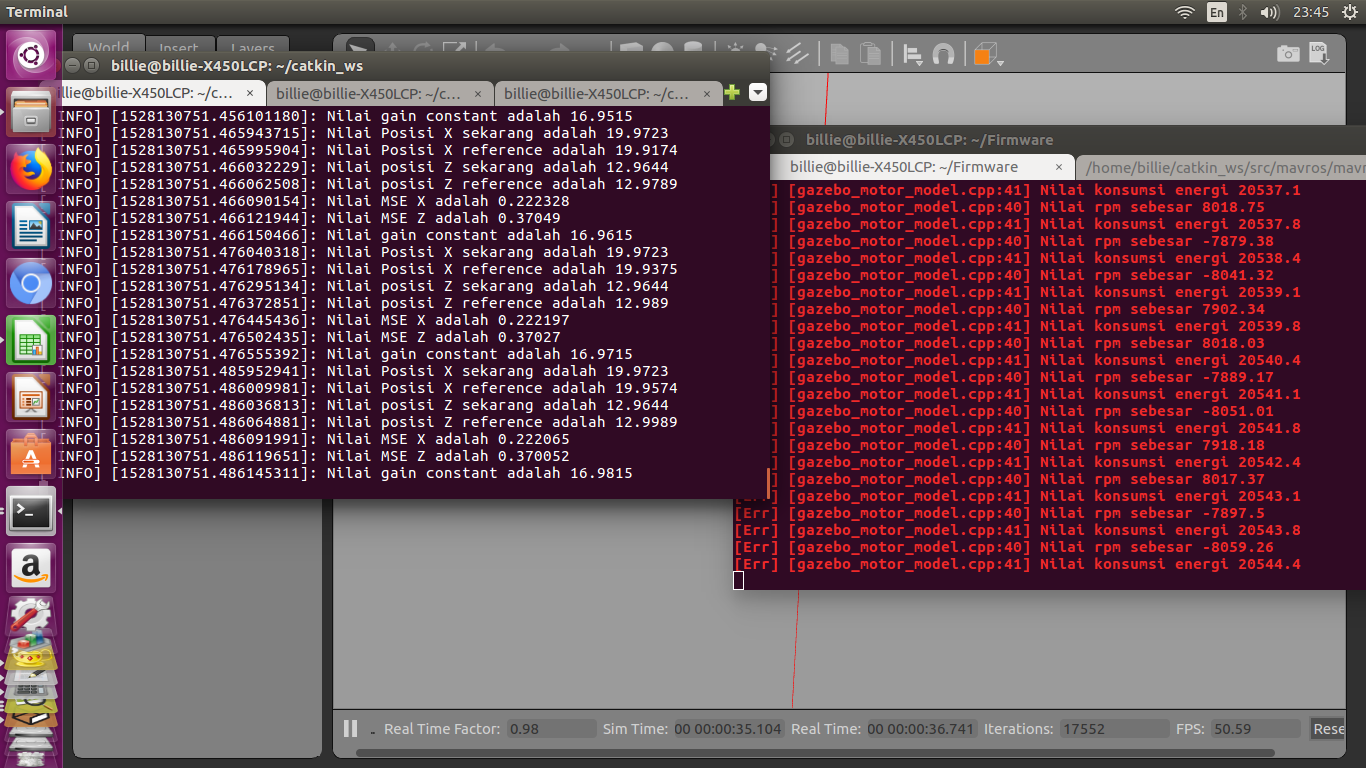 Terminal
En
23:45
World
Insert
Layers
LOG
billie@billie-X450LCP: ~/catkin_ws
illie@billie-X450LCP: ~/c... ×
billie@billie-X450LCP: ~/c... ×
billie@billie-X450LCP: ~/c... ×
INFO] [1528130751.456101180]: Nilai gain constant adalah 16.9515
INFO] [1528130751.465943715]: Nilai Posisi X sekarang adalah 19.9723
INFO] [1528130751.465995904]: Nilai Posisi X reference adalah 19.9174
INFO] [1528130751.466032229]: Nilai posisi Z sekarang adalah 12.9644
INFO] [1528130751.466062508]: Nilai posisi Z reference adalah 12.9789
INFO] [1528130751.466090154]: Nilai MSE X adalah 0.222328
INFO] [1528130751.466121944]: Nilai MSE Z adalah 0.37049
INFO] [1528130751.466150466]: Nilai gain constant adalah 16.9615
INFO] [1528130751.476040318]: Nilai Posisi X sekarang adalah 19.9723
INFO] [1528130751.476178965]: Nilai Posisi X reference adalah 19.9375
INFO] [1528130751.476295134]: Nilai posisi Z sekarang adalah 12.9644
INFO] [1528130751.476372851]: Nilai posisi Z reference adalah 12.989
INFO] [1528130751.476445436]: Nilai MSE X adalah 0.222197
INFO] [1528130751.476502435]: Nilai MSE Z adalah 0.37027
INFO] [1528130751.476555392]: Nilai gain constant adalah 16.9715
INFO] [1528130751.485952941]: Nilai Posisi X sekarang adalah 19.9723
INFO] [1528130751.486009981]: Nilai Posisi X reference adalah 19.9574
INFO] [1528130751.486036813]: Nilai posisi Z sekarang adalah 12.9644
INFO] [1528130751.486064881]: Nilai posisi Z reference adalah 12.9989
INFO] [1528130751.486091991]: Nilai MSE X adalah 0.222065
INFO] [1528130751.486119651]: Nilai MSE Z adalah 0.370052
INFO] [1528130751.486145311]: Nilai gain constant adalah 16.9815
billie@billie-X450LCP: ~/Firmware
billie@billie-X450LCP: ~/Firmware ×
/home/billie/catkin_ws/src/mavros/mavr
] [gazebo_motor_model.cpp:41] Nilai konsumsi energi 20537.1
] [gazebo_motor_model.cpp:40] Nilai rpm sebesar 8018.75
] [gazebo_motor_model.cpp:41] Nilai konsumsi energi 20537.8
] [gazebo_motor_model.cpp:40] Nilai rpm sebesar -7879.38
] [gazebo_motor_model.cpp:41] Nilai konsumsi energi 20538.4
] [gazebo_motor_model.cpp:40] Nilai rpm sebesar -8041.32
] [gazebo_motor_model.cpp:41] Nilai konsumsi energi 20539.1
] [gazebo_motor_model.cpp:40] Nilai rpm sebesar 7902.34
] [gazebo_motor_model.cpp:41] Nilai konsumsi energi 20539.8
] [gazebo_motor_model.cpp:40] Nilai rpm sebesar 8018.03
] [gazebo_motor_model.cpp:41] Nilai konsumsi energi 20540.4
] [gazebo_motor_model.cpp:40] Nilai rpm sebesar -7889.17
] [gazebo_motor_model.cpp:41] Nilai konsumsi energi 20541.1
] [gazebo_motor_model.cpp:40] Nilai rpm sebesar -8051.01
] [gazebo_motor_model.cpp:41] Nilai konsumsi energi 20541.8
] [gazebo_motor_model.cpp:40] Nilai rpm sebesar 7918.18
] [gazebo_motor_model.cpp:41] Nilai konsumsi energi 20542.4
] [gazebo_motor_model.cpp:40] Nilai rpm sebesar 8017.37
[Err] [gazebo_motor_model.cpp:41] Nilai konsumsi energi 20543.1
[Err] [gazebo_motor_model.cpp:40] Nilai rpm sebesar -7897.5
[Err] [gazebo_motor_model.cpp:41] Nilai konsumsi energi 20543.8
[Err] [gazebo_motor_model.cpp:40] Nilai rpm sebesar -8059.26
[Err] [gazebo_motor_model.cpp:41] Nilai konsumsi energi 20544.4
Real Time Factor: 0.98 Sim Time: 00 00:00:35.104 Real Time: 00 00:00:36.741 Iterations: 17552 FPS: 50.59 Rese